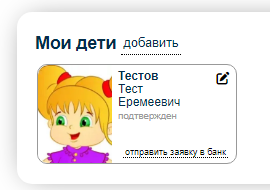 Мои дети добавить
Тестов
Тест
Еремеевич
подтвержден
отправить заявку в банк